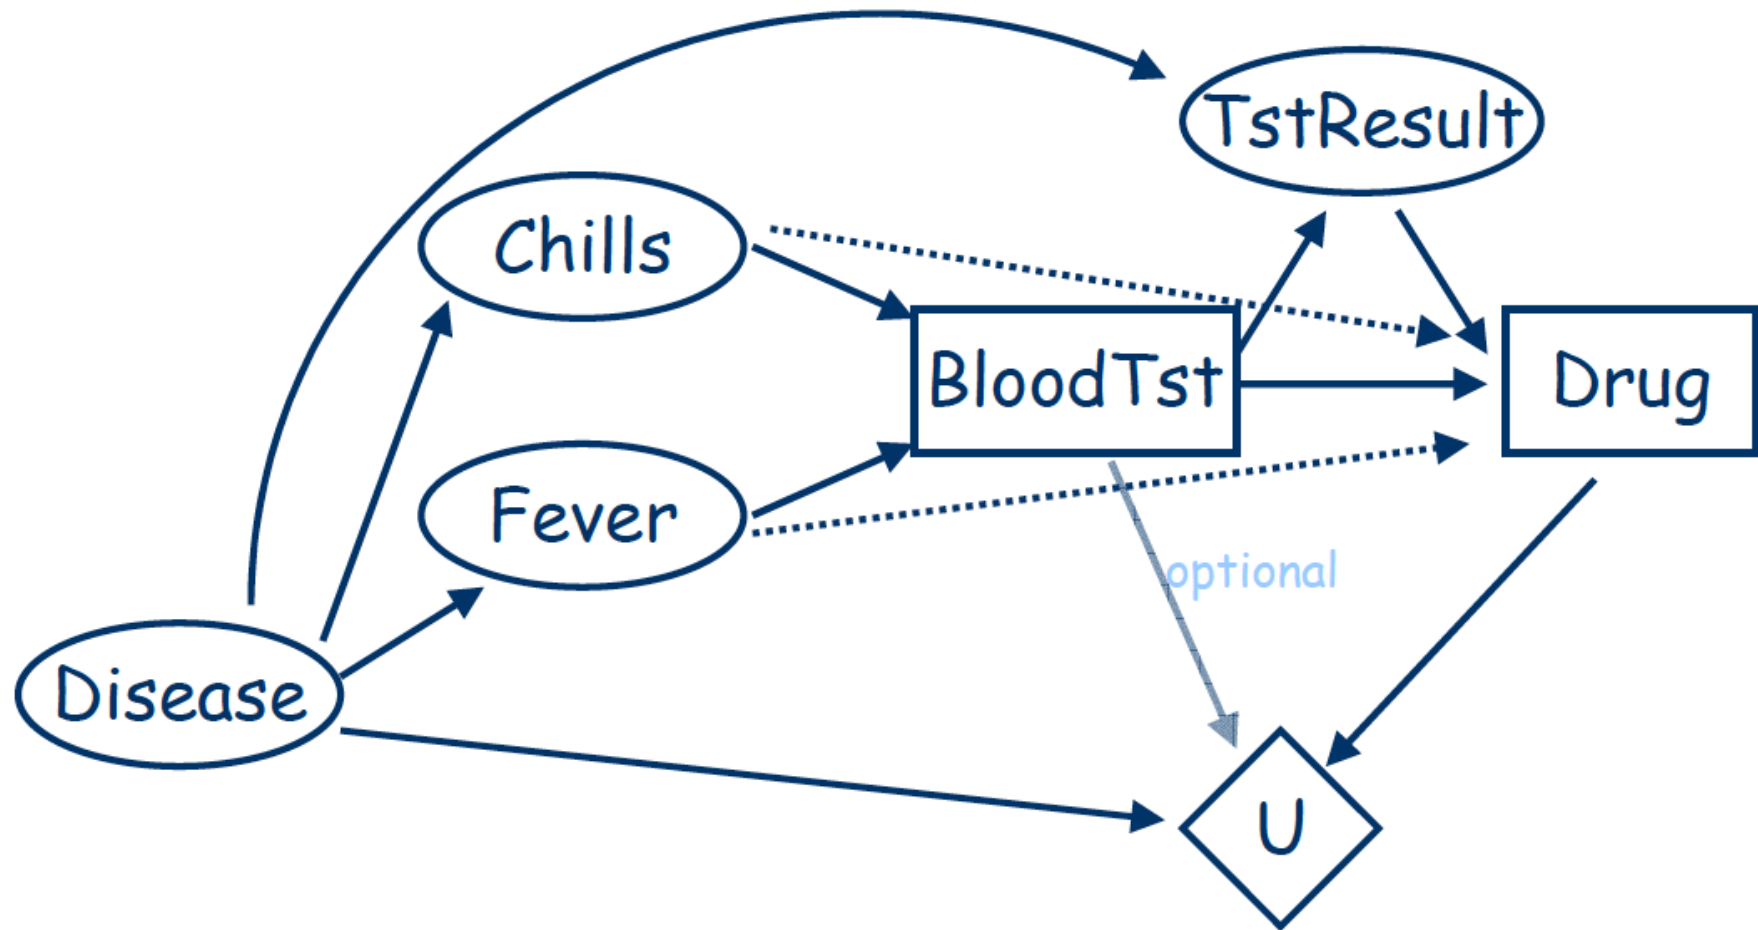 TstResult
Chills
BloodTst
Drug
Fever
optional
Disease
U